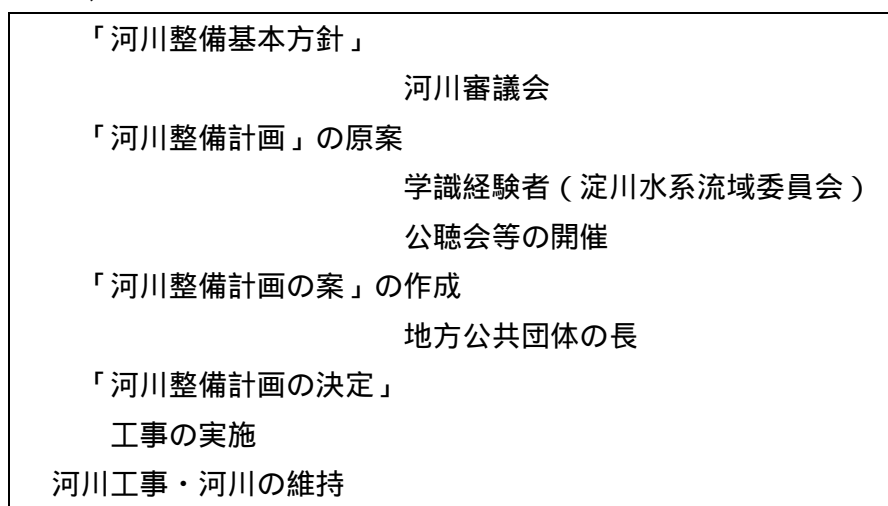 「河川整備基本方針」
河川審議会
「河川整備計画」の原案
学識経験者（淀川水系流域委員会）
公聴会等の開催
「河川整備計画の案」の作成
地方公共団体の長
「河川整備計画の決定」
工事の実施
河川工事・河川の維持